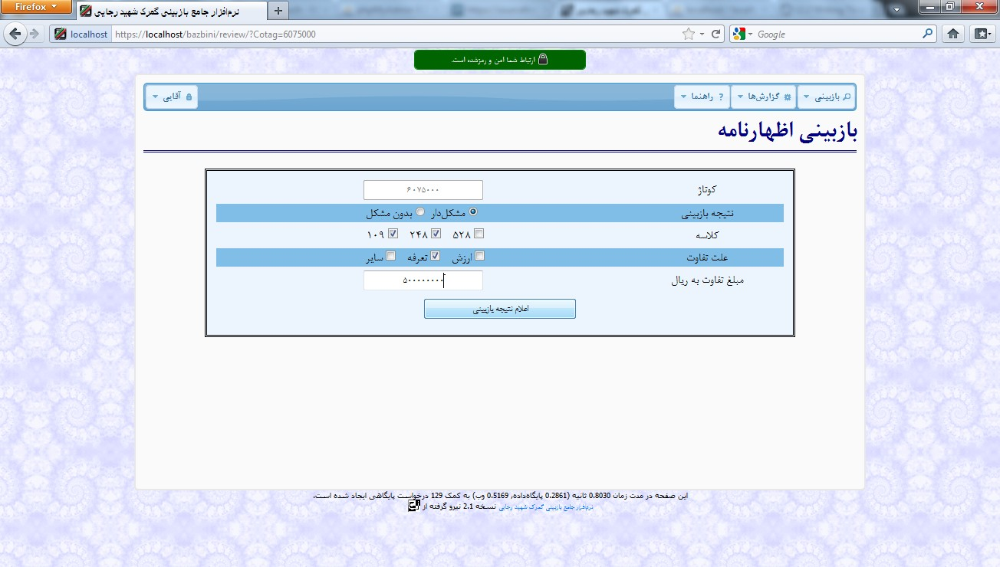 Firefox
نرم‌افزار جامع بازبینی گمرک شهید رجایی
localhost https://localhost/bazbini/review/?Cotag=6075000
Google
ارتباط شما امن و رمزشده است.
بازبینی گزارش‌ها راهنما ? آقایی
بازبینی اظهارنامه
کوتاژ ۶۰۷۵۰۰۰
نتیجه بازبینی مشکل‌دار بدون مشکل
کلاسه ۵۲۸ ۲۴۸ ۱۰۹
علت تفاوت ارزش تعرفه سایر
مبلغ تفاوت به ریال ۵۰۰۰۰۰۰۰۰
اعلام نتیجه بازبینی
این صفحه در مدت زمان 0.8030 ثانیه (0.2861 پایگاه‌داده, 0.5169 وب) به کمک 129 درخواست پایگاهی ایجاد شده است.
نرم‌افزار جامع بازبینی گمرک شهید رجایی نسخه 2.1 نیرو گرفته از